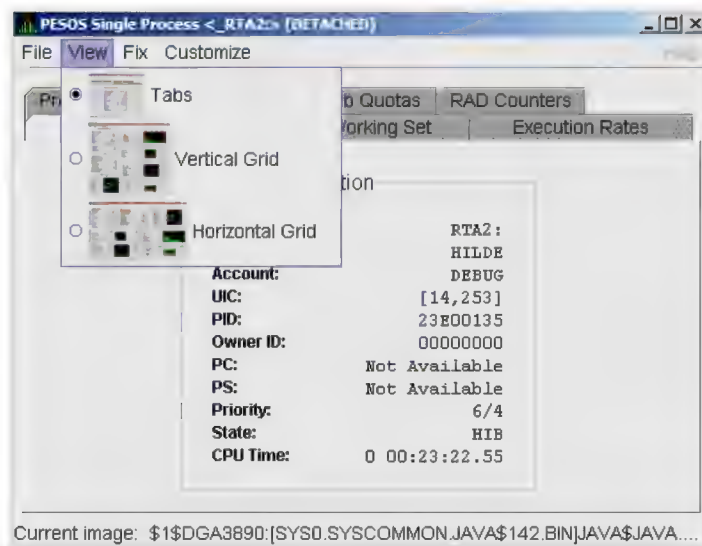 PESOS Single Process <_RTA2:> (DETACHED)
File View Fix Customize
Tabs
Quotas RAD Counters
Working Set Execution Rates
Vertical Grid
Horizontal Grid
RTA2:
HILDE
Account: DEBUG
UIC: [14,253]
PID: 23E00135
Owner ID: 00000000
PC: Not Available
PS: Not Available
Priority: 6/4
State: HIB
CPU Time: 0 00:23:22.55
Current image: $1$DGA3890:[SYS0.SYSCOMMON.JAVA$142.BIN]JAVA$JAVA....